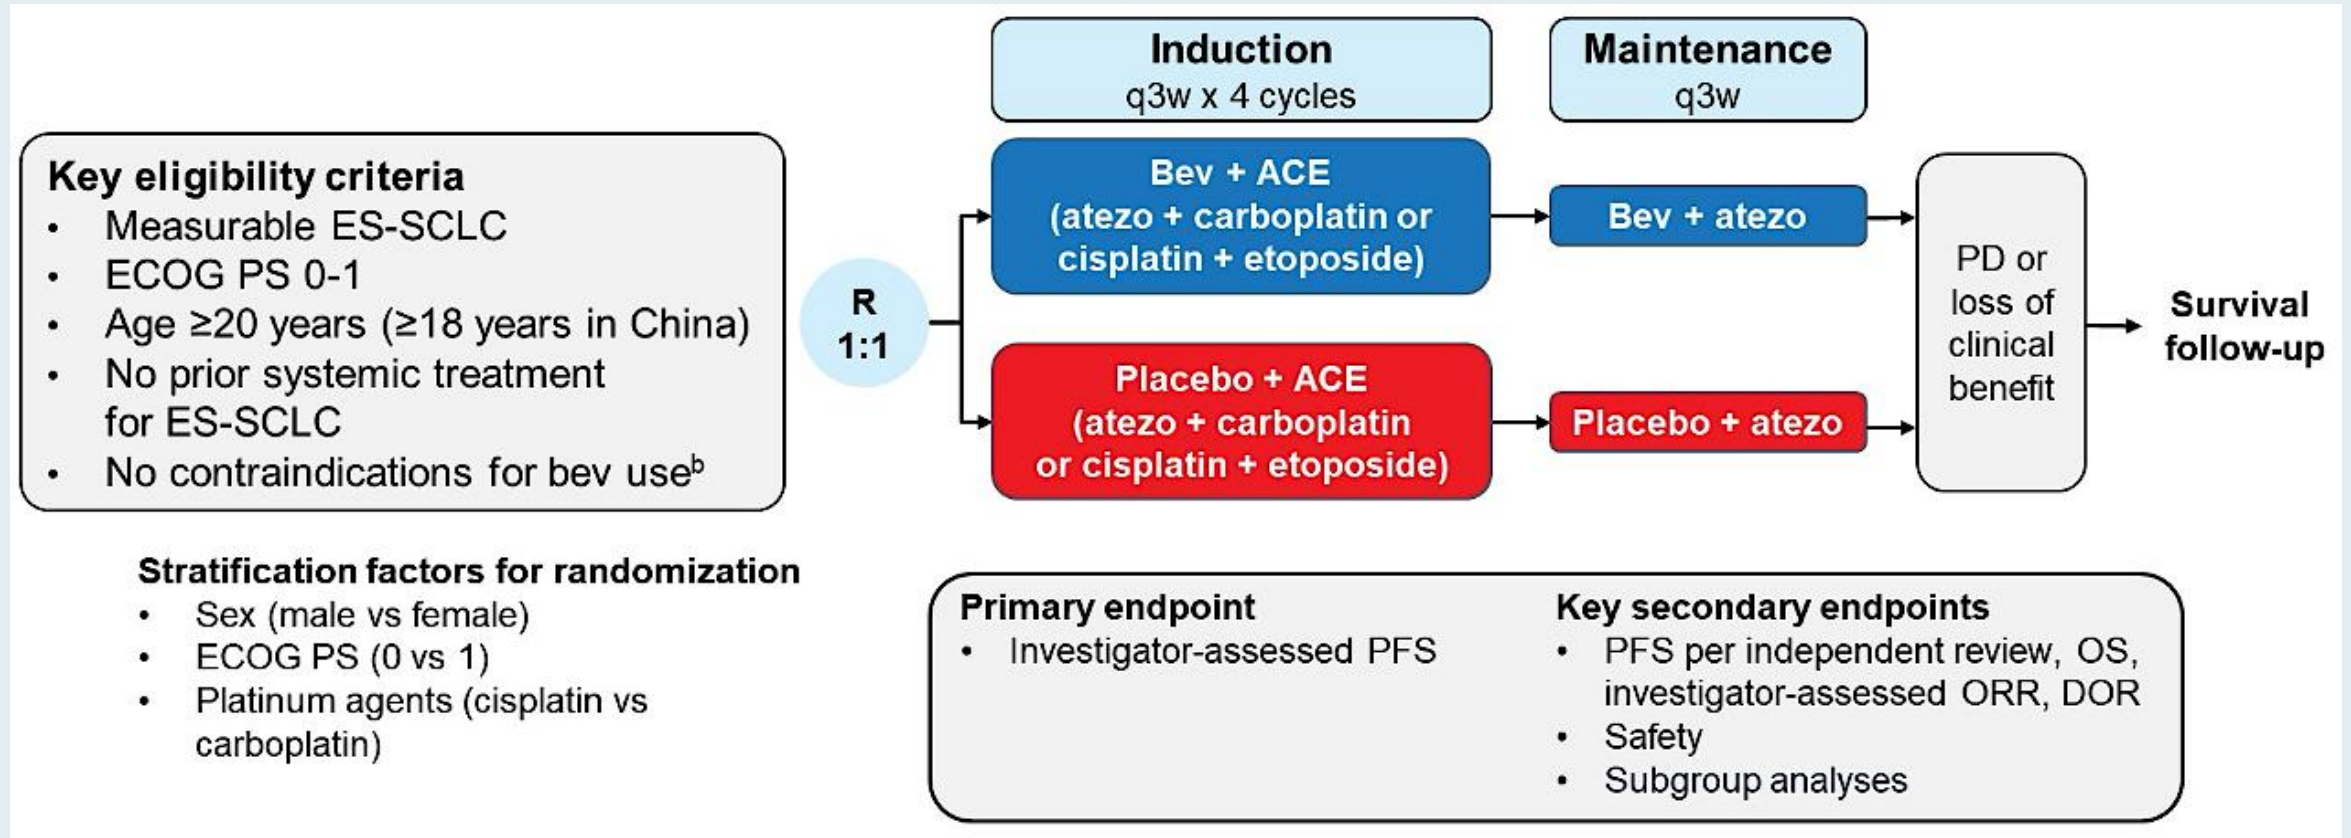 Key eligibility criteria
• Measurable ES-SCLC
• ECOG PS 0-1
• Age ≥20 years (≥18 years in China)
• No prior systemic treatment
for ES-SCLC
• No contraindications for bev useᵇ
Stratification factors for randomization
• Sex (male vs female)
• ECOG PS (0 vs 1)
• Platinum agents (cisplatin vs
carboplatin)
R
1:1
Induction
q3w x 4 cycles
Maintenance
q3w
Bev + ACE
(atezo + carboplatin or
cisplatin + etoposide)
Bev + atezo
Placebo + ACE
(atezo + carboplatin
or cisplatin + etoposide)
Placebo + atezo
PD or
loss of
clinical
benefit
Survival
follow-up
Primary endpoint
• Investigator-assessed PFS
Key secondary endpoints
• PFS per independent review, OS,
investigator-assessed ORR, DOR
• Safety
• Subgroup analyses